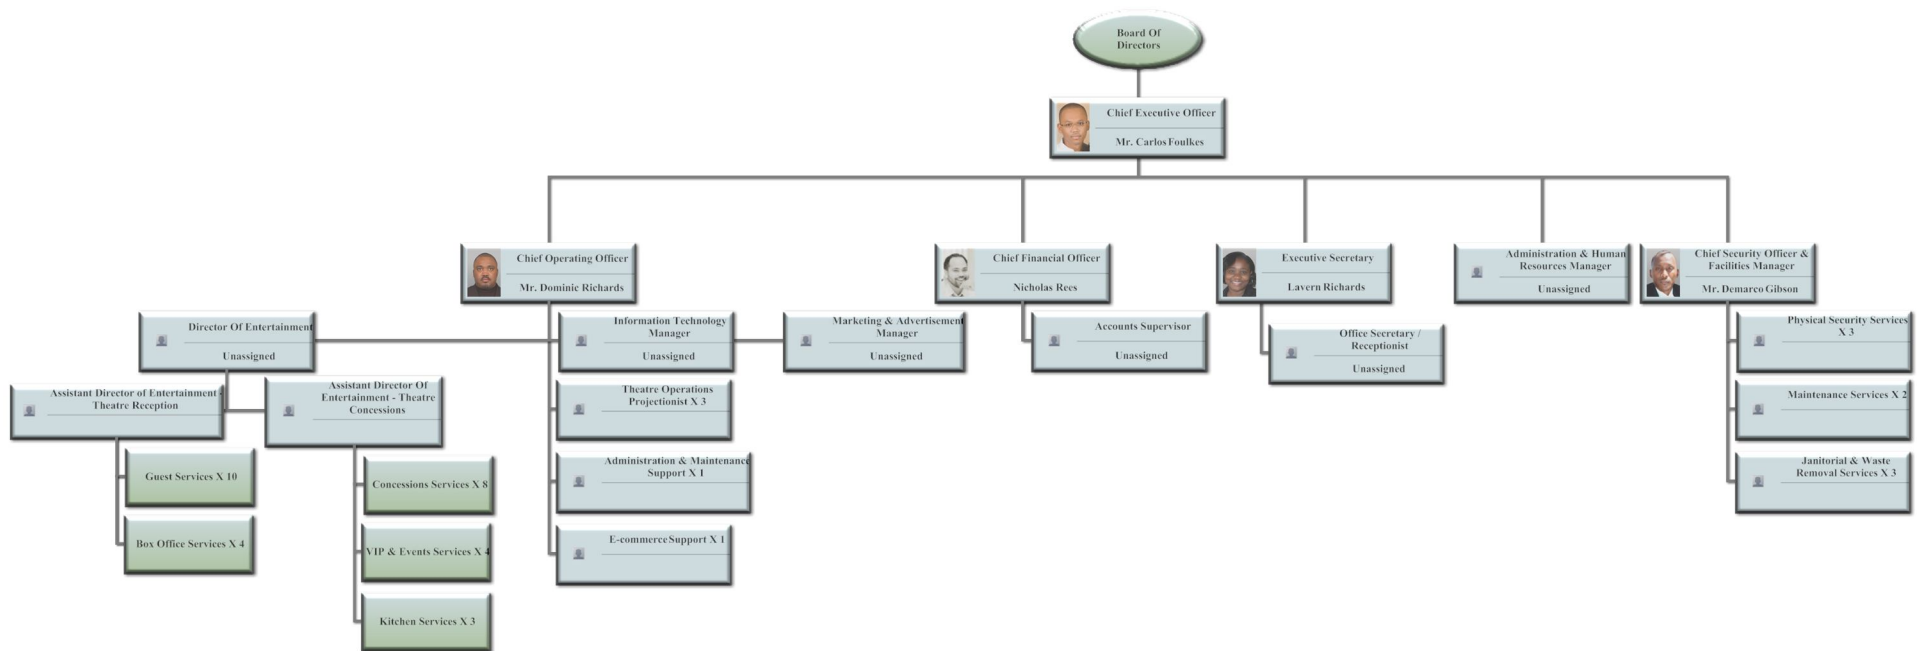 Board Of
Directors
Chief Executive Officer
Mr. Carlos Foulkes
Chief Operating Officer
Mr. Dominic Richards
Chief Financial Officer
Nicholas Rees
Executive Secretary
Lavern Richards
Administration & Human
Resources Manager
Unassigned
Chief Security Officer &
Facilities Manager
Mr. Demarco Gibson
Director Of Entertainment
Unassigned
Information Technology
Manager
Unassigned
Marketing & Advertisement
Manager
Unassigned
Accounts Supervisor
Unassigned
Office Secretary /
Receptionist
Unassigned
Physical Security Services
X 3
Assistant Director of Entertainment -
Theatre Reception
Assistant Director Of
Entertainment - Theatre
Concessions
Theatre Operations
Projectionist X 3
Maintenance Services X 2
Guest Services X 10
Concessions Services X 8
Administration & Maintenance
Support X 1
Janitorial & Waste
Removal Services X 3
Box Office Services X 4
VIP & Events Services X 4
E-commerce Support X 1
Kitchen Services X 3